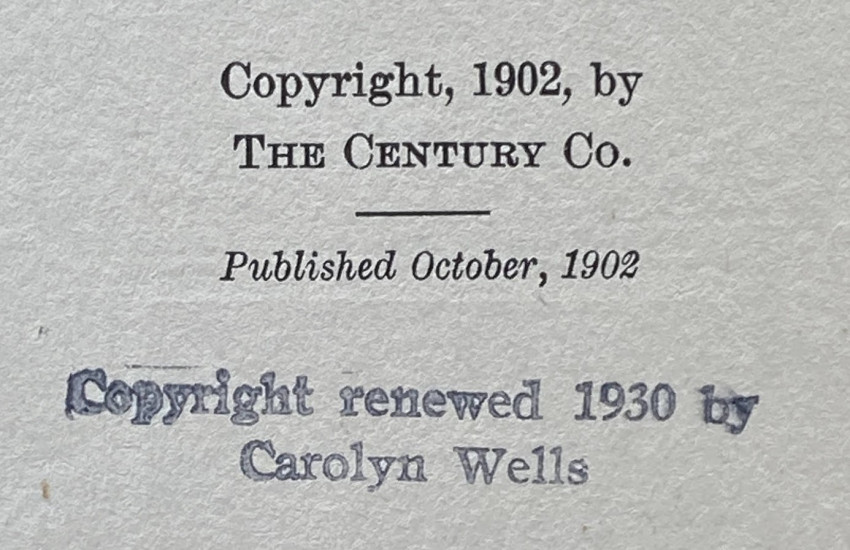 Copyright, 1902, by
THE CENTURY CO.
Published October, 1902
Copyright renewed 1930 by
Carolyn Wells